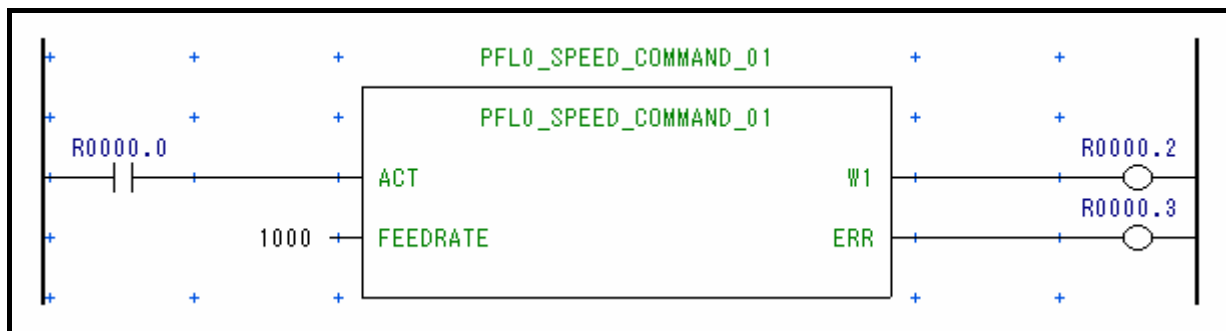 PFL0_SPEED_COMMAND_01
PFL0_SPEED_COMMAND_01
R0000.0
R0000.2
ACT
W1
R0000.3
1000
FEEDRATE
ERR